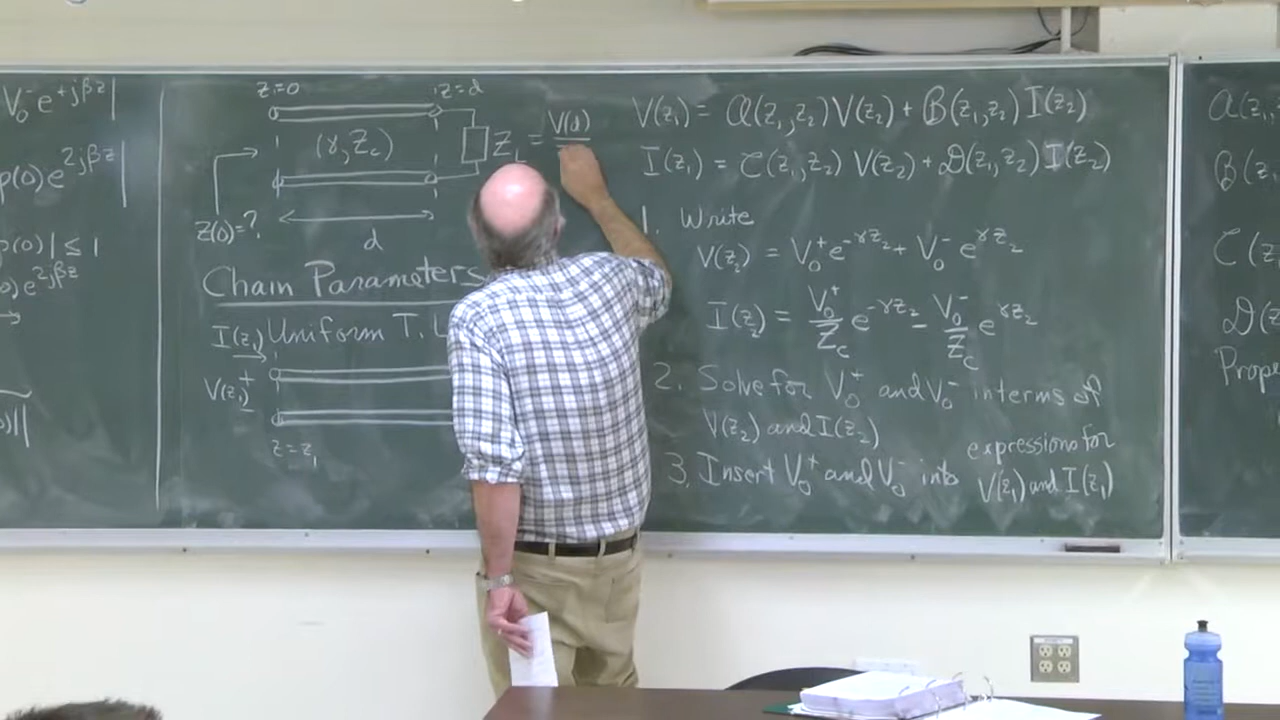 V₀⁻ e^{+jβz}|
ρ(0)e^{2jβz}|
ρ(0)| ≤ 1
e^{2jβz}
z=0
z=d
(γ, Z_c)
Z_L = V(d)
Z(0)=?
d
Chain Parameters
Uniform T.
I(z₁)
V(z₁)
+
-
z=z₁
V(z₁) = A(z₁,z₂)V(z₂) + B(z₁,z₂)I(z₂)
I(z₁) = C(z₁,z₂) V(z₂) + D(z₁,z₂)I(z₂)
1. Write
V(z₂) = V₀⁺e^{-γz₂} + V₀⁻ e^{γz₂}
I(z₂) = V₀⁺/Z_c e^{-γz₂} - V₀⁻/Z_c e^{γz₂}
2. Solve for V₀⁺ and V₀⁻ interms of
V(z₂) and I(z₂)
3. Insert V₀⁺ and V₀⁻ into expressions for
V(z₁) and I(z₁)
A(z₁
B(z
C(z
D(z
Prope